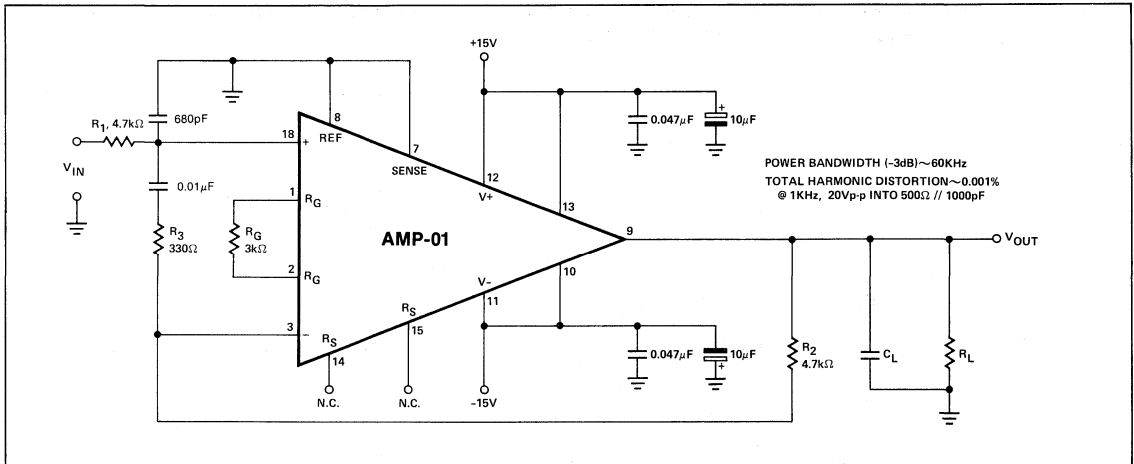 +15V
8
REF
7
SENSE
680pF
R1, 4.7kΩ
18
+
VIN
0.01μF
1
RG
RG
3kΩ
2
RG
R3
330Ω
3
−
AMP-01
12
V+
13
0.047μF
+
10μF
POWER BANDWIDTH (-3dB)~60KHz
TOTAL HARMONIC DISTORTION~0.001%
@ 1KHz, 20Vp-p INTO 500Ω // 1000pF
9
VOUT
10
V−
11
RS
15
RS
14
N.C.
N.C.
−15V
0.047μF
10μF
+
R2
4.7kΩ
CL
RL